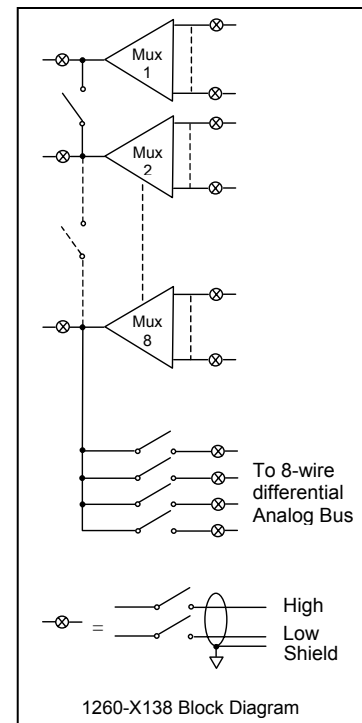 Mux
1
Mux
2
Mux
8
To 8-wire
differential
Analog Bus
=
High
Low
Shield
1260-X138 Block Diagram